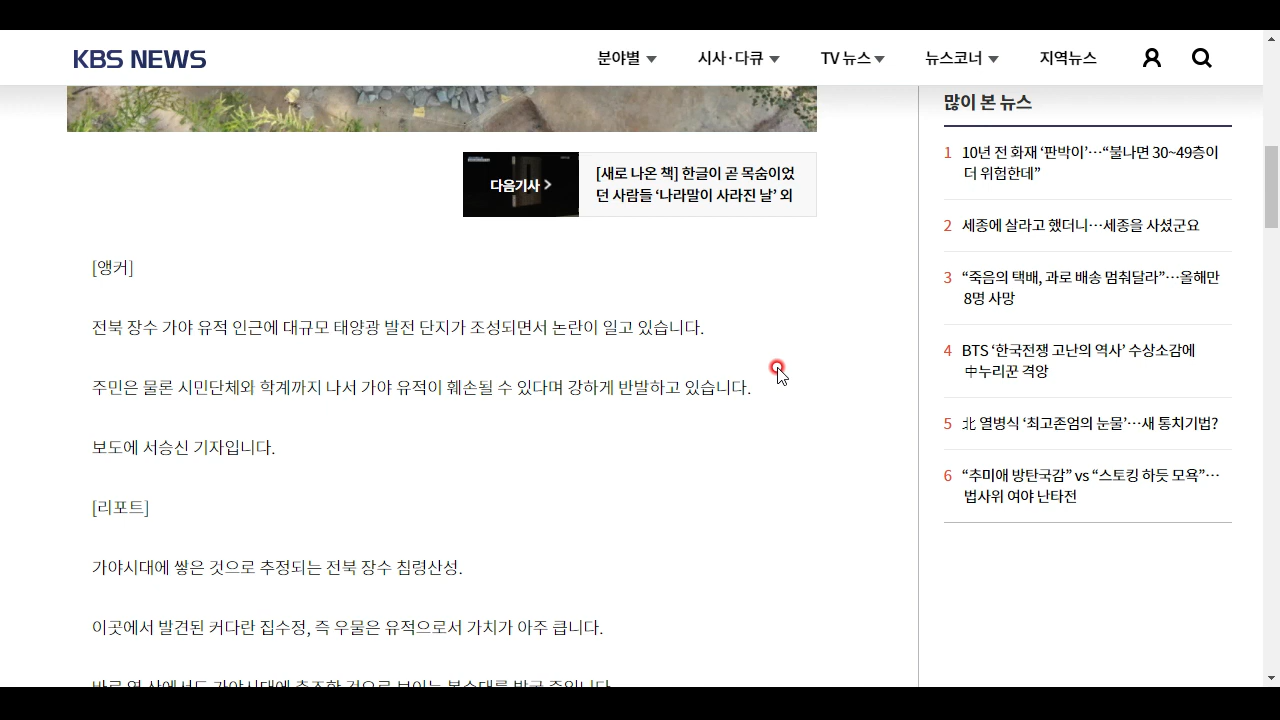 KBS NEWS
분야별 시사·다큐 TV 뉴스 뉴스코너 지역뉴스
다음기사
[새로 나온 책] 한글이 곧 목숨이었
던 사람들 ‘나라말이 사라진 날’ 외
[앵커]
전북 장수 가야 유적 인근에 대규모 태양광 발전 단지가 조성되면서 논란이 일고 있습니다.
주민은 물론 시민단체와 학계까지 나서 가야 유적이 훼손될 수 있다며 강하게 반발하고 있습니다.
보도에 서승신 기자입니다.
[리포트]
가야시대에 쌓은 것으로 추정되는 전북 장수 침령산성.
이곳에서 발견된 커다란 집수정, 즉 우물은 유적으로서 가치가 아주 큽니다.
많이 본 뉴스
1 10년 전 화재 ‘판박이’…“불나면 30~49층이
더 위험한데”
2 세종에 살라고 했더니…세종을 사셨군요
3 “죽음의 택배, 과로 배송 멈춰달라”…올해만
8명 사망
4 BTS ‘한국전쟁 고난의 역사’ 수상소감에
中누리꾼 격앙
5 北 열병식 ‘최고존엄의 눈물’…새 통치기법?
6 “추미애 방탄국감” vs “스토킹 하듯 모욕”…
법사위 여야 난타전